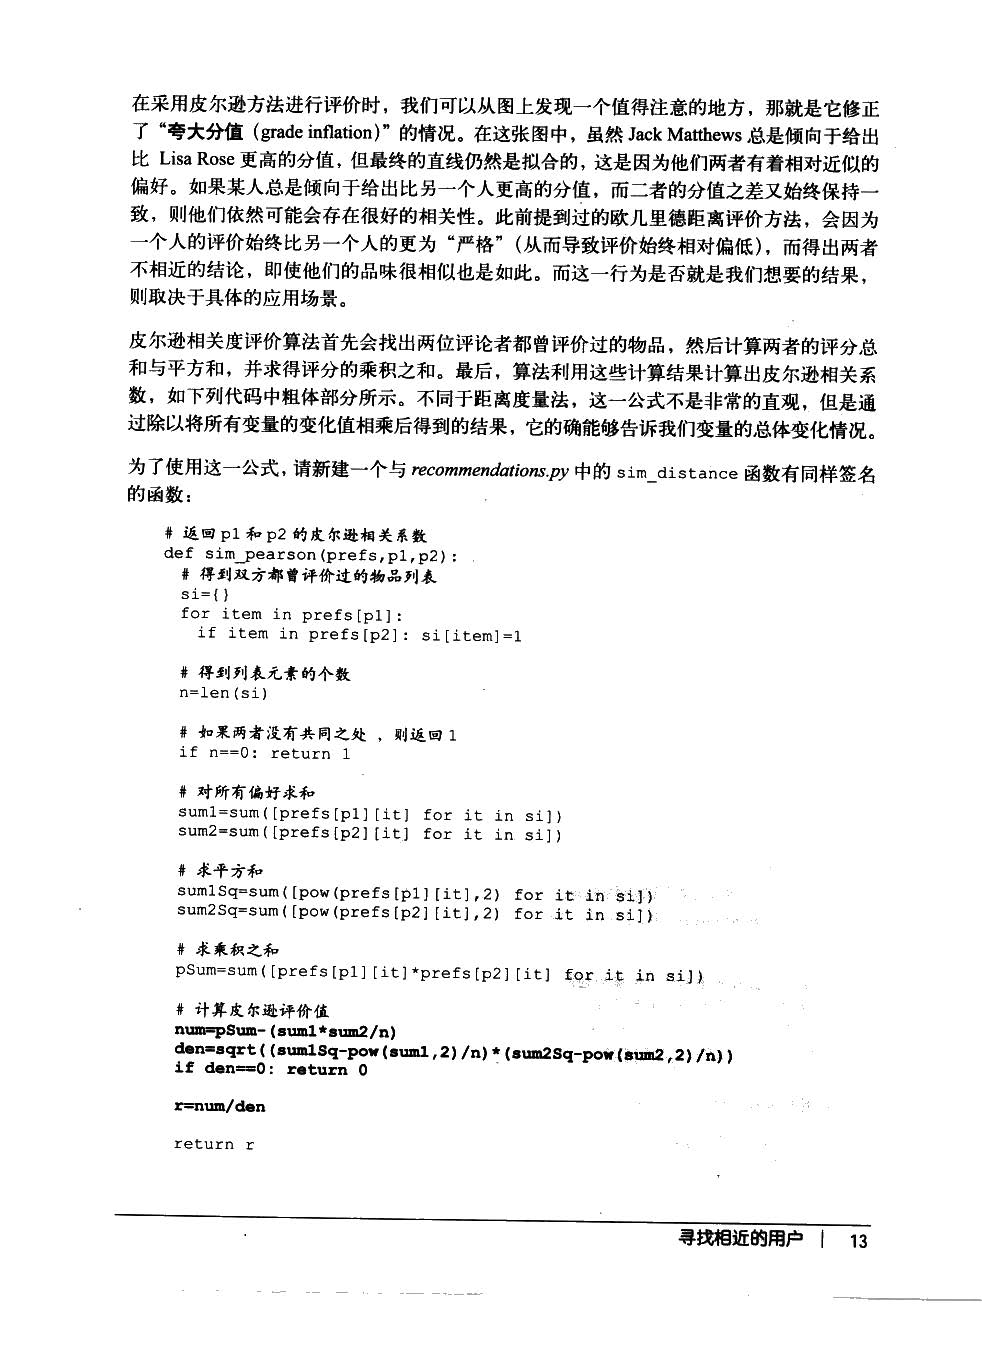 在采用皮尔逊方法进行评价时，我们可以从图上发现一个值得注意的地方，那就是它修正
了“夸大分值（grade inflation）”的情况。在这张图中，虽然 Jack Matthews 总是倾向于给出
比 Lisa Rose 更高的分值，但最终的直线仍然是拟合的，这是因为他们两者有着相对近似的
偏好。如果某人总是倾向于给出比另一个人更高的分值，而二者的分值之差又始终保持一
致，则他们依然可能会存在很好的相关性。此前提到过的欧几里德距离评价方法，会因为
一个人的评价始终比另一个人的更为“严格”（从而导致评价始终相对偏低），而得出两者
不相近的结论，即使他们的品味很相似也是如此。而这一行为是否就是我们想要的结果，
则取决于具体的应用场景。
皮尔逊相关度评价算法首先会找出两位评论者都曾评价过的物品，然后计算两者的评分总
和与平方和，并求得评分的乘积之和。最后，算法利用这些计算结果计算出皮尔逊相关系
数，如下列代码中粗体部分所示。不同于距离度量法，这一公式不是非常的直观，但是通
过除以将所有变量的变化值相乘后得到的结果，它的确能够告诉我们变量的总体变化情况。
为了使用这一公式，请新建一个与 recommendations.py 中的 sim_distance 函数有同样签名
的函数：
# 返回 p1 和 p2 的皮尔逊相关系数
def sim_pearson(prefs,p1,p2):
# 得到双方都曾评价过的物品列表
si={}
for item in prefs[p1]:
if item in prefs[p2]: si[item]=1
# 得到列表元素的个数
n=len(si)
# 如果两者没有共同之处，则返回 1
if n==0: return 1
# 对所有偏好求和
sum1=sum([prefs[p1][it] for it in si])
sum2=sum([prefs[p2][it] for it in si])
# 求平方和
sum1Sq=sum([pow(prefs[p1][it],2) for it in si])
sum2Sq=sum([pow(prefs[p2][it],2) for it in si])
# 求乘积之和
pSum=sum([prefs[p1][it]*prefs[p2][it] for it in si])
# 计算皮尔逊评价值
num=pSum-(sum1*sum2/n)
den=sqrt((sum1Sq-pow(sum1,2)/n)*(sum2Sq-pow(sum2,2)/n))
if den==0: return 0
r=num/den
return r
寻找相近的用户 | 13